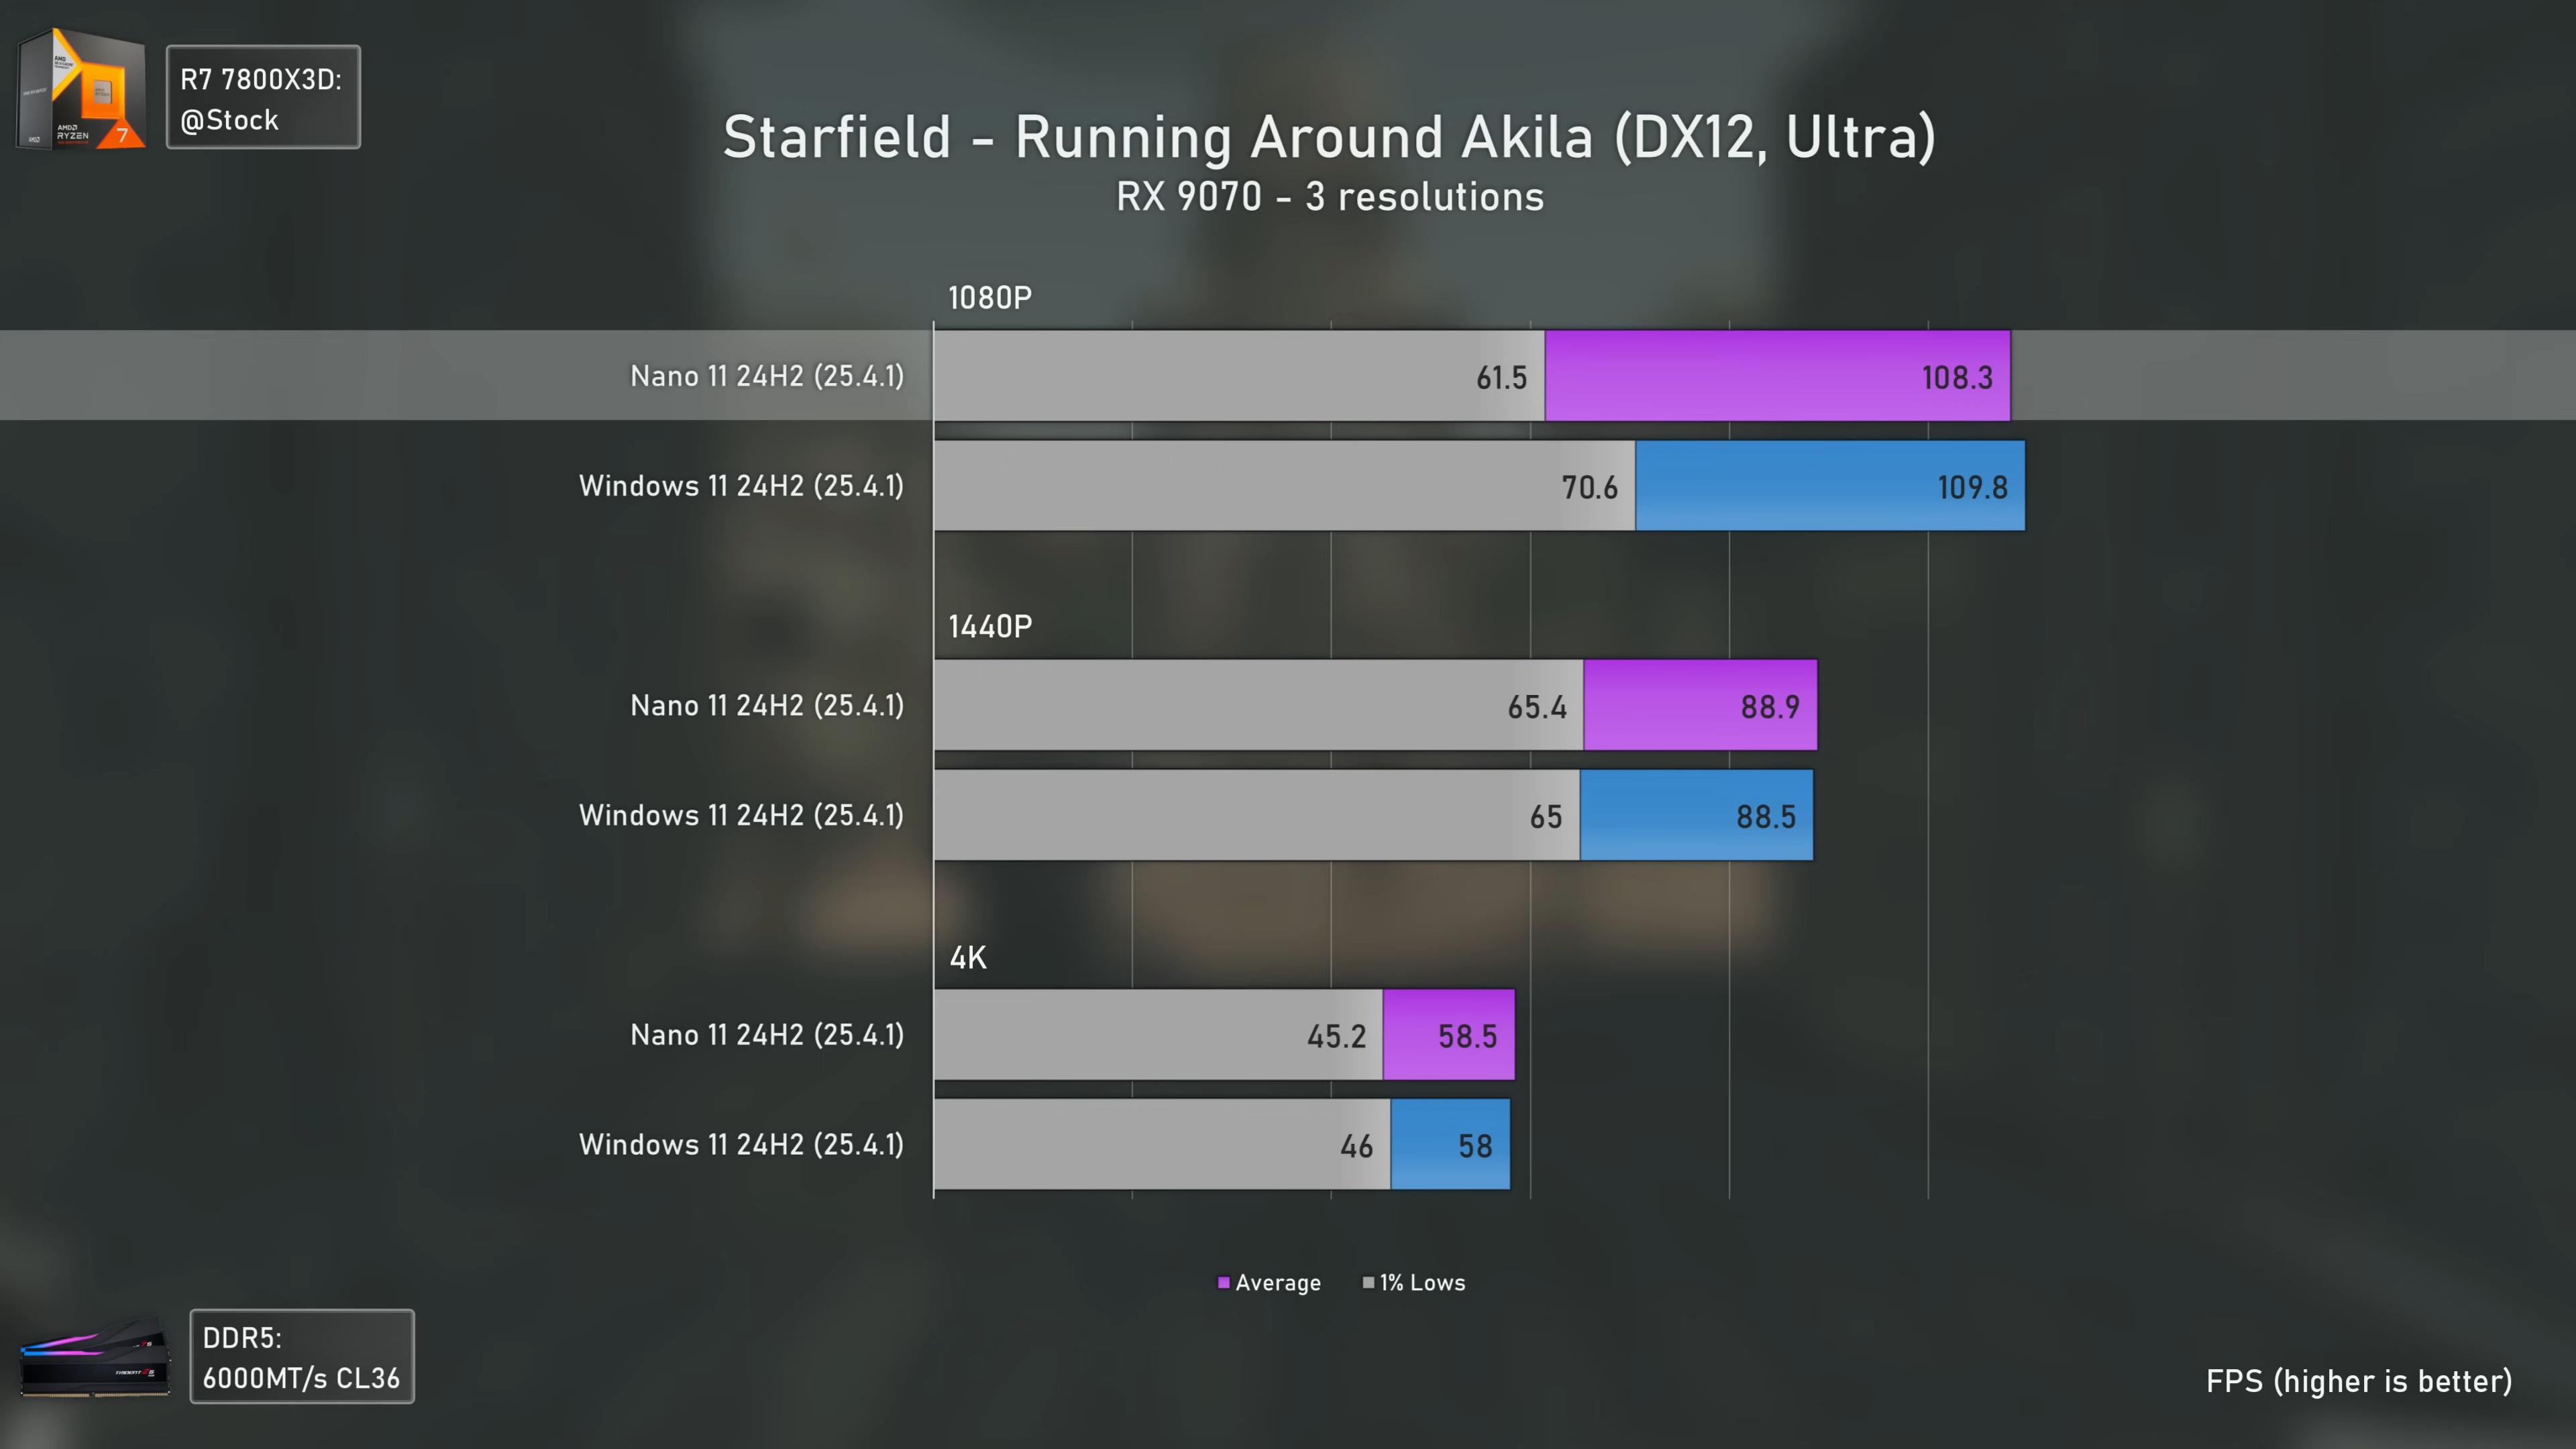 R7 7800X3D:
@Stock
AMD
RYZEN
7
Starfield - Running Around Akila (DX12, Ultra)
RX 9070 - 3 resolutions
1080P
Nano 11 24H2 (25.4.1)
61.5
108.3
Windows 11 24H2 (25.4.1)
70.6
109.8
1440P
Nano 11 24H2 (25.4.1)
65.4
88.9
Windows 11 24H2 (25.4.1)
65
88.5
4K
Nano 11 24H2 (25.4.1)
45.2
58.5
Windows 11 24H2 (25.4.1)
46
58
Average
1% Lows
DDR5:
6000MT/s CL36
FPS (higher is better)